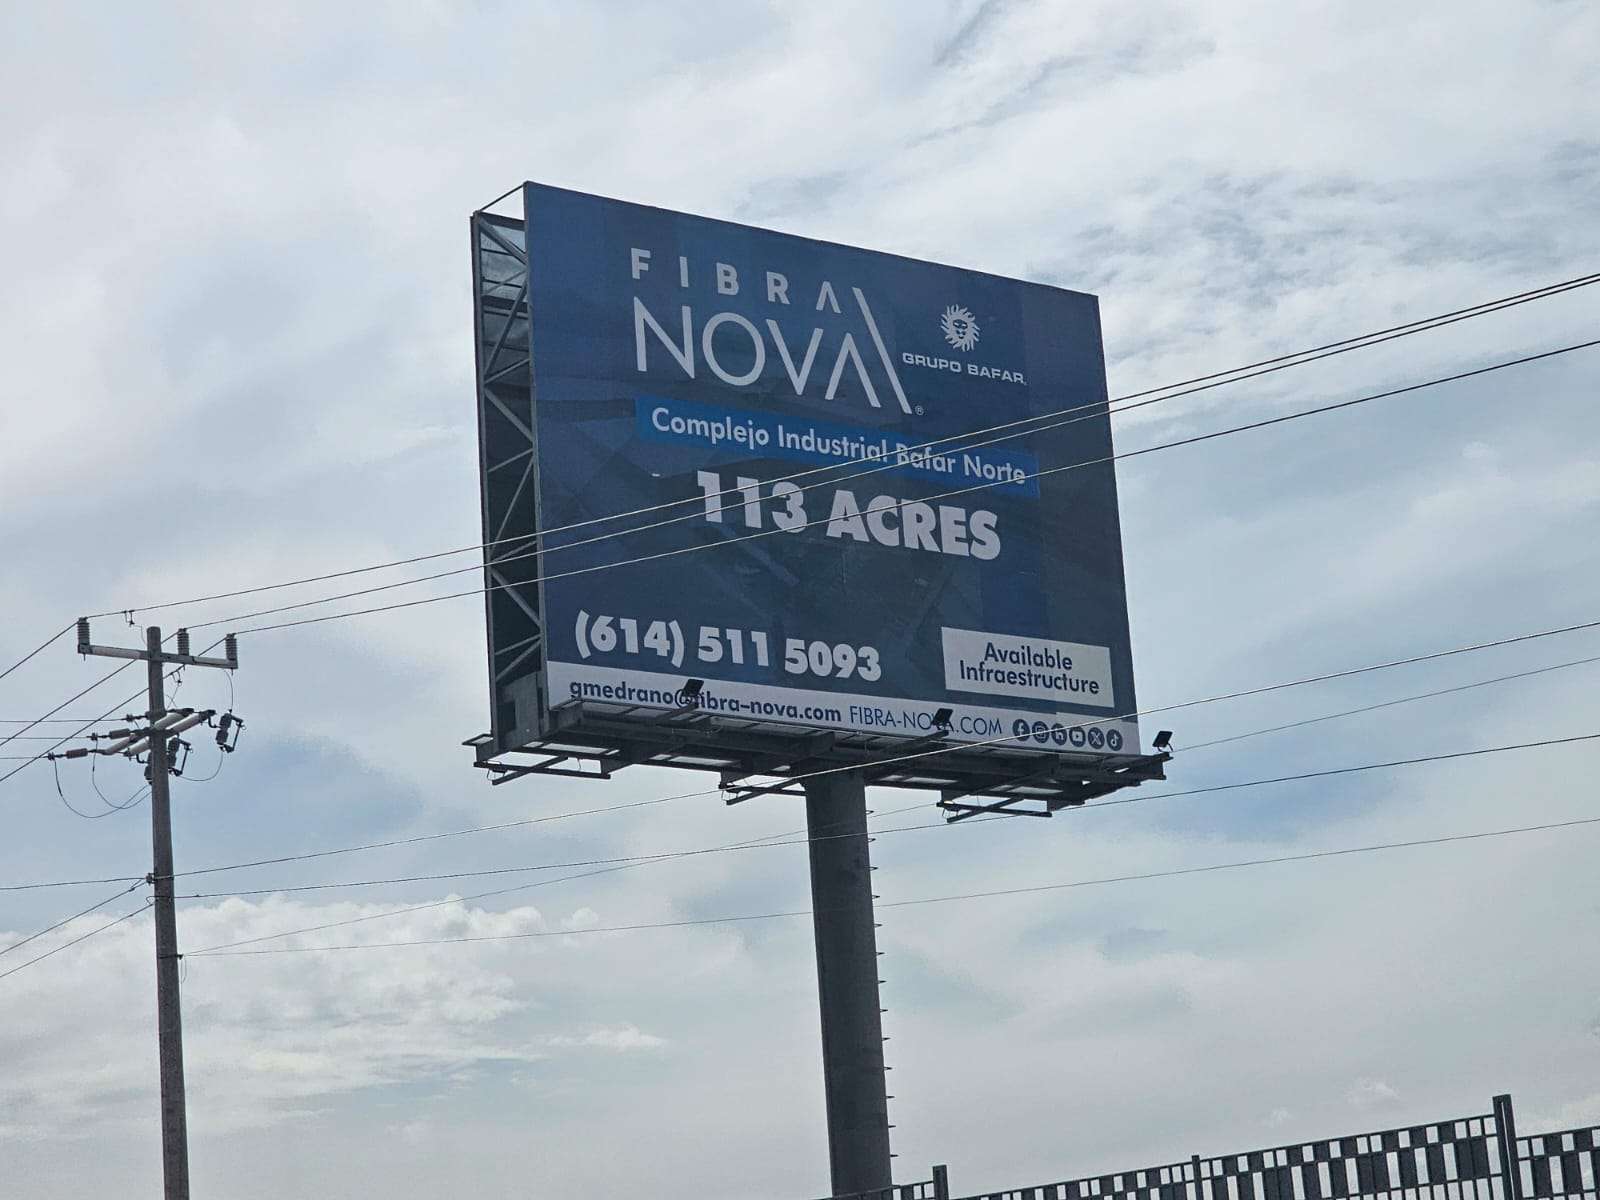 FIBRA
NOVA®
GRUPO BAFAR
Complejo Industrial Bafar Norte
113 ACRES
(614) 511 5093
Available
Infraestructure
gmedrano@fibra-nova.com FIBRA-NOVA.COM